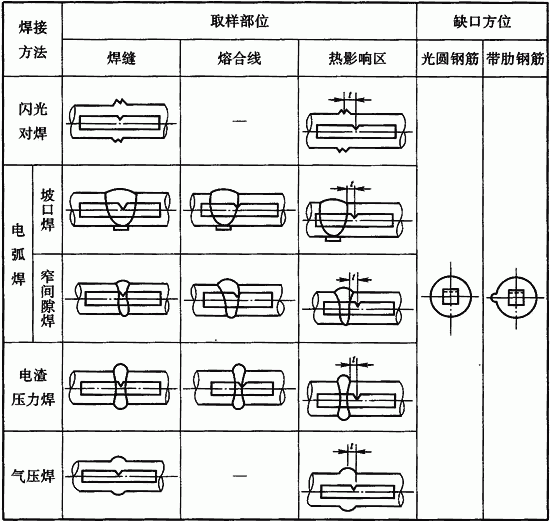 焊接方法
取样部位
缺口方位
焊缝
熔合线
热影响区
光圆钢筋
带肋钢筋
闪光对焊
—
t
电弧焊
坡口焊
t
窄间隙焊
t
电渣压力焊
t
气压焊
—
t